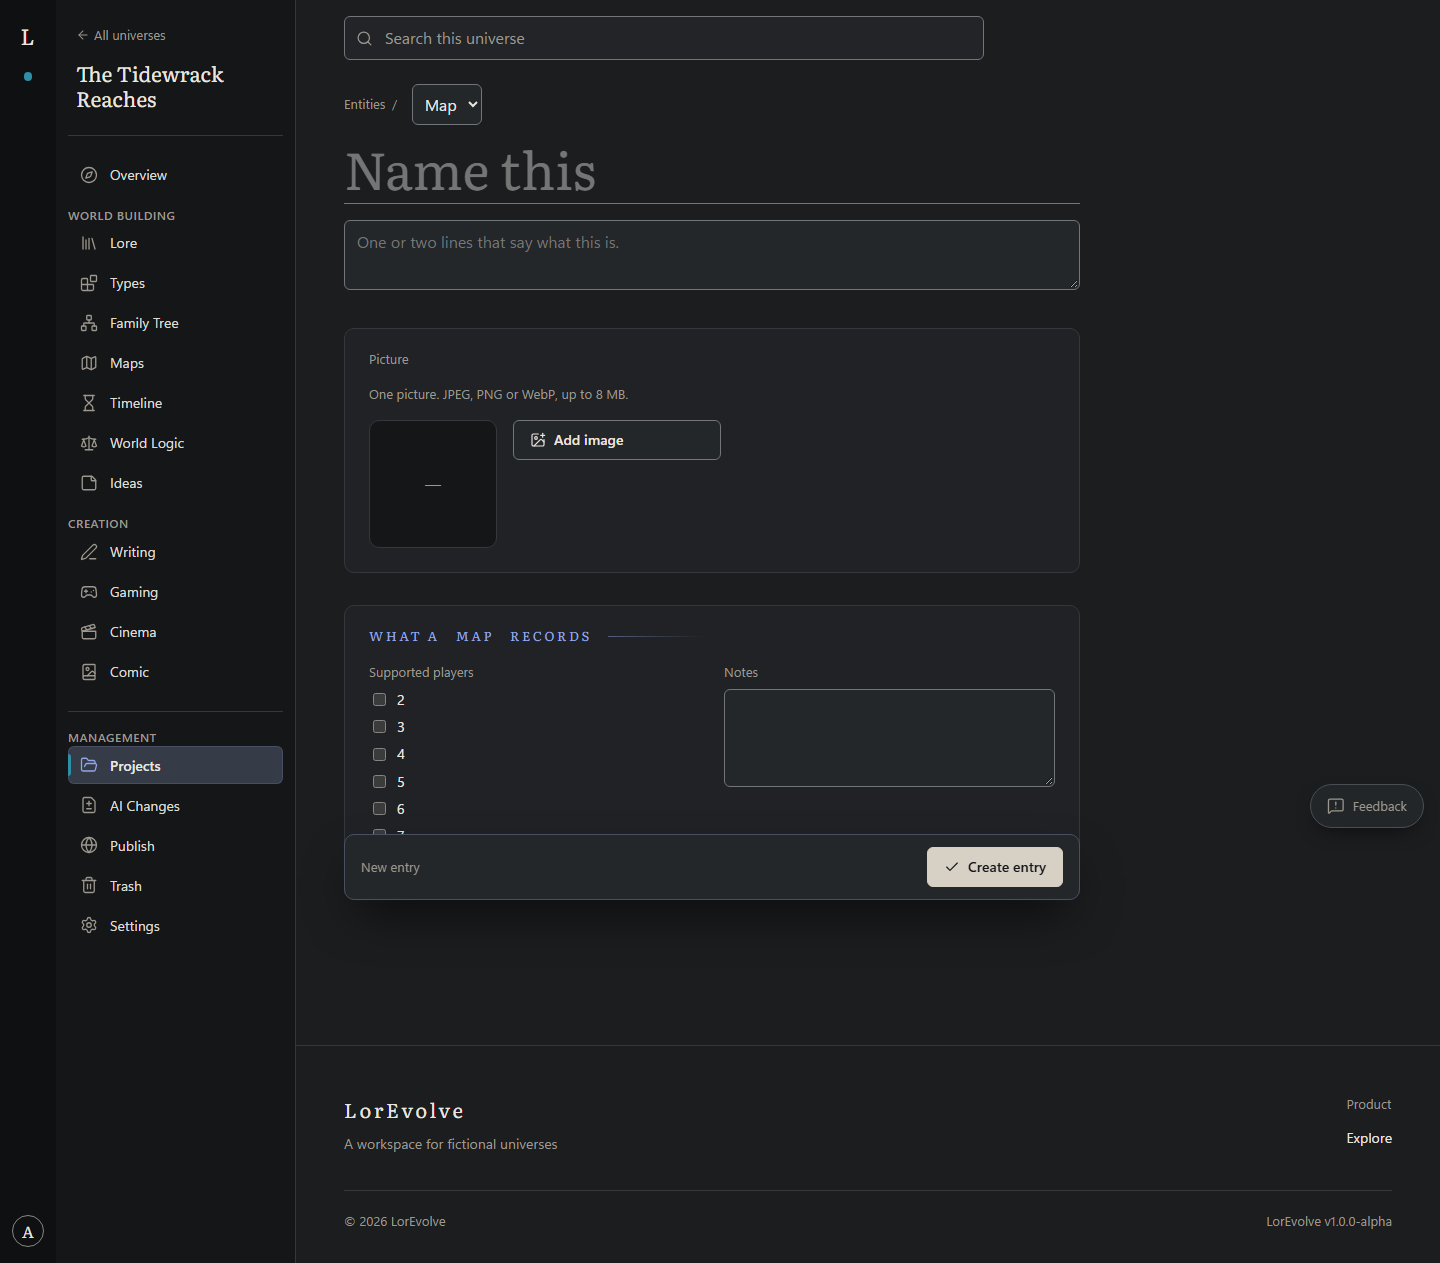 L
← All universes
The Tidewrack
Reaches
Overview
WORLD BUILDING
Lore
Types
Family Tree
Maps
Timeline
World Logic
Ideas
CREATION
Writing
Gaming
Cinema
Comic
MANAGEMENT
Projects
AI Changes
Publish
Trash
Settings
A
Search this universe
Entities / Map
Name this
One or two lines that say what this is.
Picture
One picture. JPEG, PNG or WebP, up to 8 MB.
—
Add image
WHAT A MAP RECORDS
Supported players
2
3
4
5
6
Notes
New entry
Create entry
Feedback
LorEvolve
A workspace for fictional universes
Product
Explore
© 2026 LorEvolve
LorEvolve v1.0.0-alpha